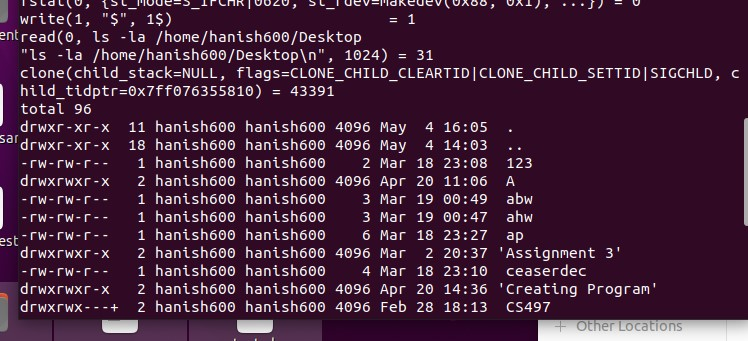 fstat(0, {st_mode=S_IFCHR|0620, st_rdev=makedev(0x88, 0x1), ...}) = 0
write(1, "$", 1$)                        = 1
read(0, ls -la /home/hanish600/Desktop
"ls -la /home/hanish600/Desktop\n", 1024) = 31
clone(child_stack=NULL, flags=CLONE_CHILD_CLEARTID|CLONE_CHILD_SETTID|SIGCHLD, c
hild_tidptr=0x7ff076355810) = 43391
total 96
drwxr-xr-x  11 hanish600 hanish600 4096 May  4 16:05  .
drwxr-xr-x  18 hanish600 hanish600 4096 May  4 14:03  ..
-rw-rw-r--   1 hanish600 hanish600    2 Mar 18 23:08  123
drwxrwxr-x   2 hanish600 hanish600 4096 Apr 20 11:06  A
-rw-rw-r--   1 hanish600 hanish600    3 Mar 19 00:49  abw
-rw-rw-r--   1 hanish600 hanish600    3 Mar 19 00:47  ahw
-rw-rw-r--   1 hanish600 hanish600    6 Mar 18 23:27  ap
drwxrwxr-x   2 hanish600 hanish600 4096 Mar  2 20:37 'Assignment 3'
-rw-rw-r--   1 hanish600 hanish600    4 Mar 18 23:10  ceaserdec
drwxrwxr-x   2 hanish600 hanish600 4096 Apr 20 14:36 'Creating Program'
drwxrwx---+  2 hanish600 hanish600 4096 Feb 28 18:13  CS497
+ Other Locations